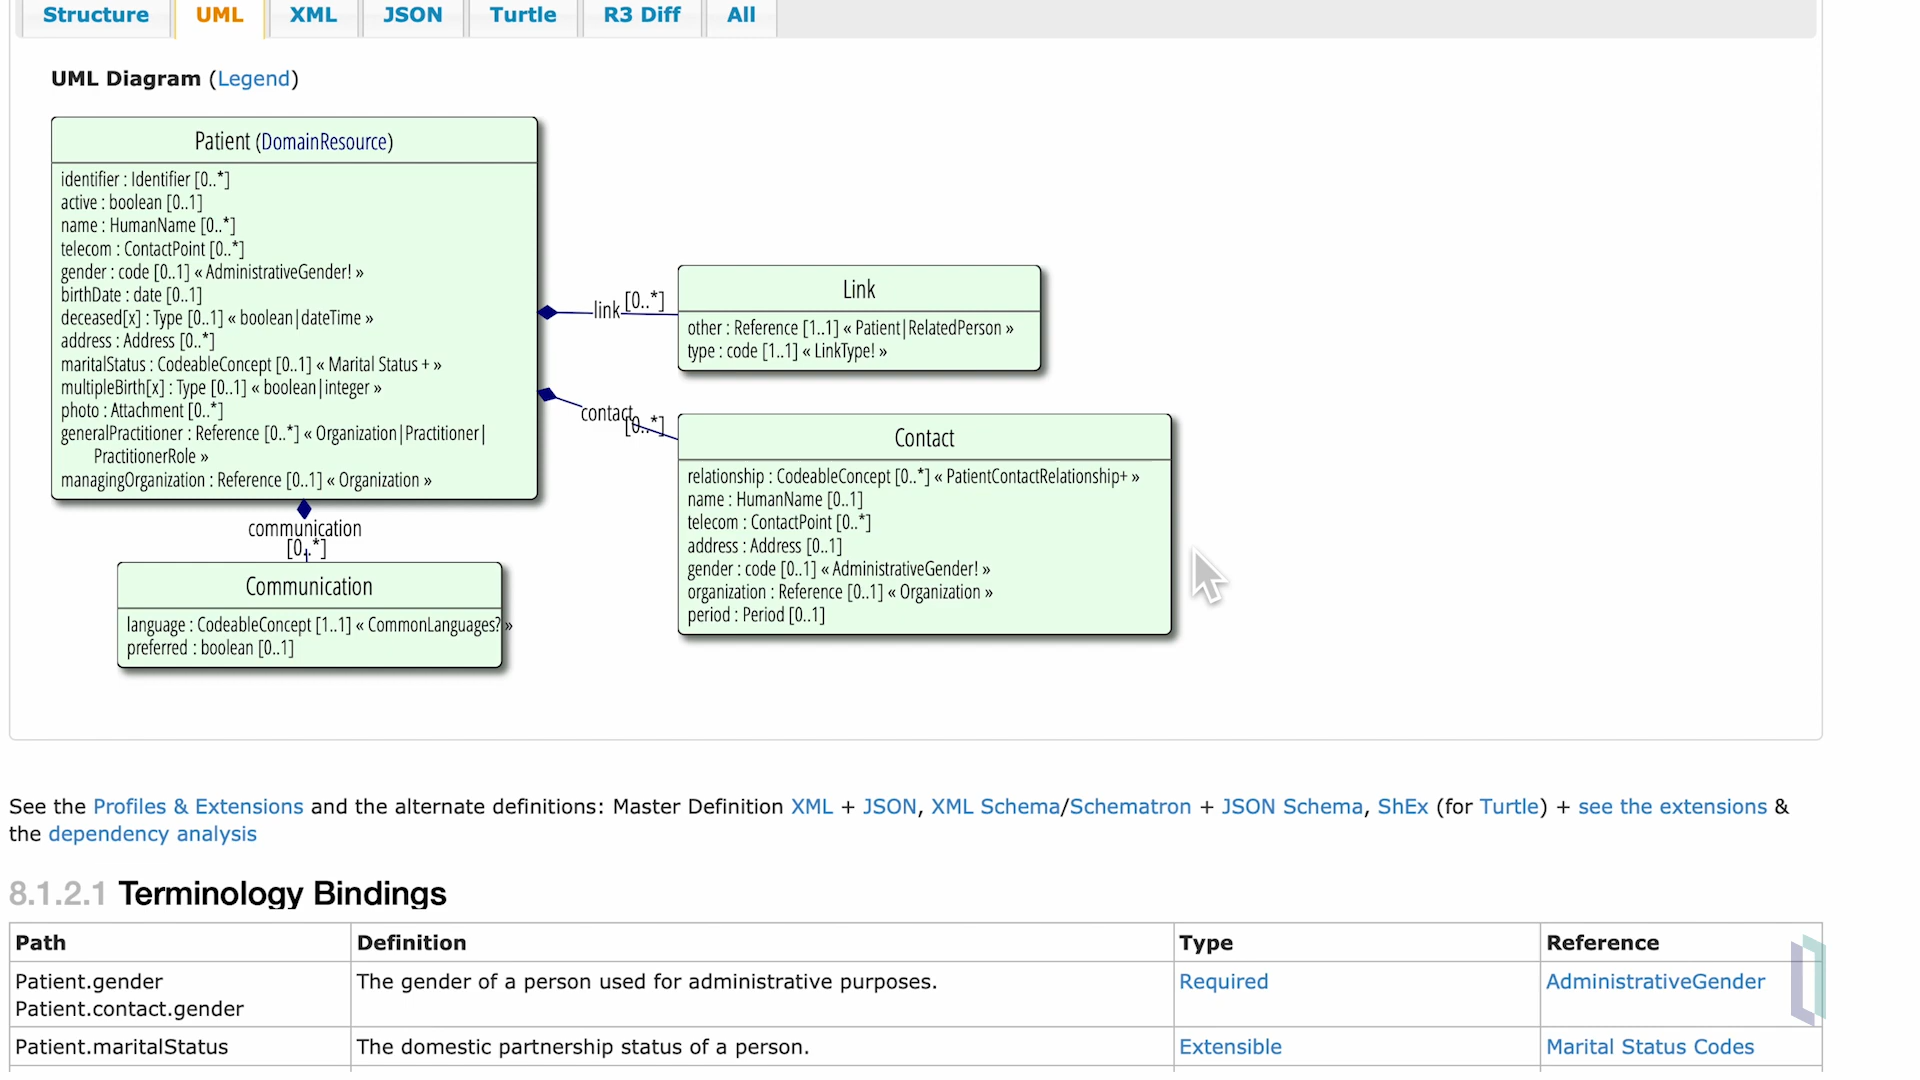 Structure UML XML JSON Turtle R3 Diff All
UML Diagram (Legend)
Patient (DomainResource)
identifier : Identifier [0..*]
active : boolean [0..1]
name : HumanName [0..*]
telecom : ContactPoint [0..*]
gender : code [0..1] « AdministrativeGender! »
birthDate : date [0..1]
deceased[x] : Type [0..1] « boolean|dateTime »
address : Address [0..*]
maritalStatus : CodeableConcept [0..1] « Marital Status + »
multipleBirth[x] : Type [0..1] « boolean|integer »
photo : Attachment [0..*]
generalPractitioner : Reference [0..*] « Organization|Practitioner|
PractitionerRole »
managingOrganization : Reference [0..1] « Organization »
link [0..*]
Link
other : Reference [1..1] « Patient|RelatedPerson »
type : code [1..1] « LinkType! »
contact
[0..*]
Contact
relationship : CodeableConcept [0..*] « PatientContactRelationship+ »
name : HumanName [0..1]
telecom : ContactPoint [0..*]
address : Address [0..1]
gender : code [0..1] « AdministrativeGender! »
organization : Reference [0..1] « Organization »
period : Period [0..1]
communication
[0..*]
Communication
language : CodeableConcept [1..1] « CommonLanguages? »
preferred : boolean [0..1]
See the Profiles & Extensions and the alternate definitions: Master Definition XML + JSON, XML Schema/Schematron + JSON Schema, ShEx (for Turtle) + see the extensions &
the dependency analysis
8.1.2.1 Terminology Bindings
Path Definition Type Reference
Patient.gender The gender of a person used for administrative purposes. Required AdministrativeGender
Patient.contact.gender
Patient.maritalStatus The domestic partnership status of a person. Extensible Marital Status Codes